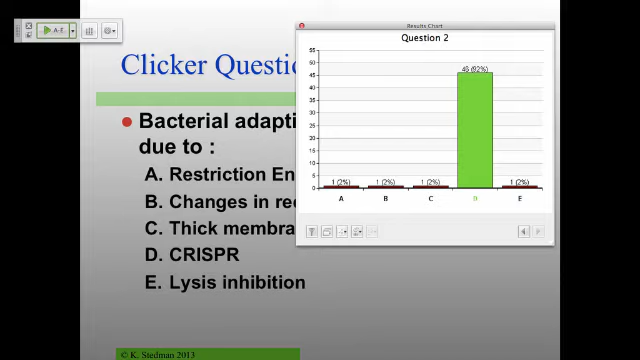 Results Chart
Question 2
A-E
Clicker Questio
Bacterial adapti
due to :
A. Restriction En
B. Changes in re
C. Thick membra
D. CRISPR
E. Lysis inhibition
55
50
45
40
35
30
25
20
15
10
5
0
1 (2%) 1 (2%) 1 (2%) 46 (92%) 1 (2%)
A B C D E
© K. Stedman 2013